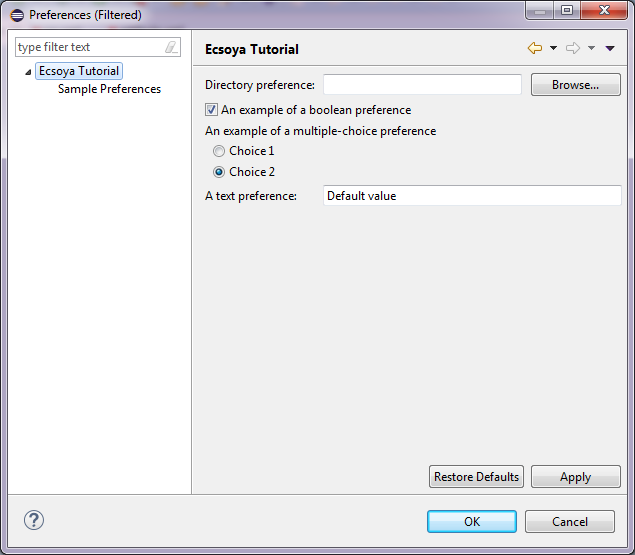 Preferences (Filtered)
type filter text
Ecsoya Tutorial
Sample Preferences
Ecsoya Tutorial
Directory preference:
Browse...
An example of a boolean preference
An example of a multiple-choice preference
Choice 1
Choice 2
A text preference: Default value
Restore Defaults Apply
OK Cancel